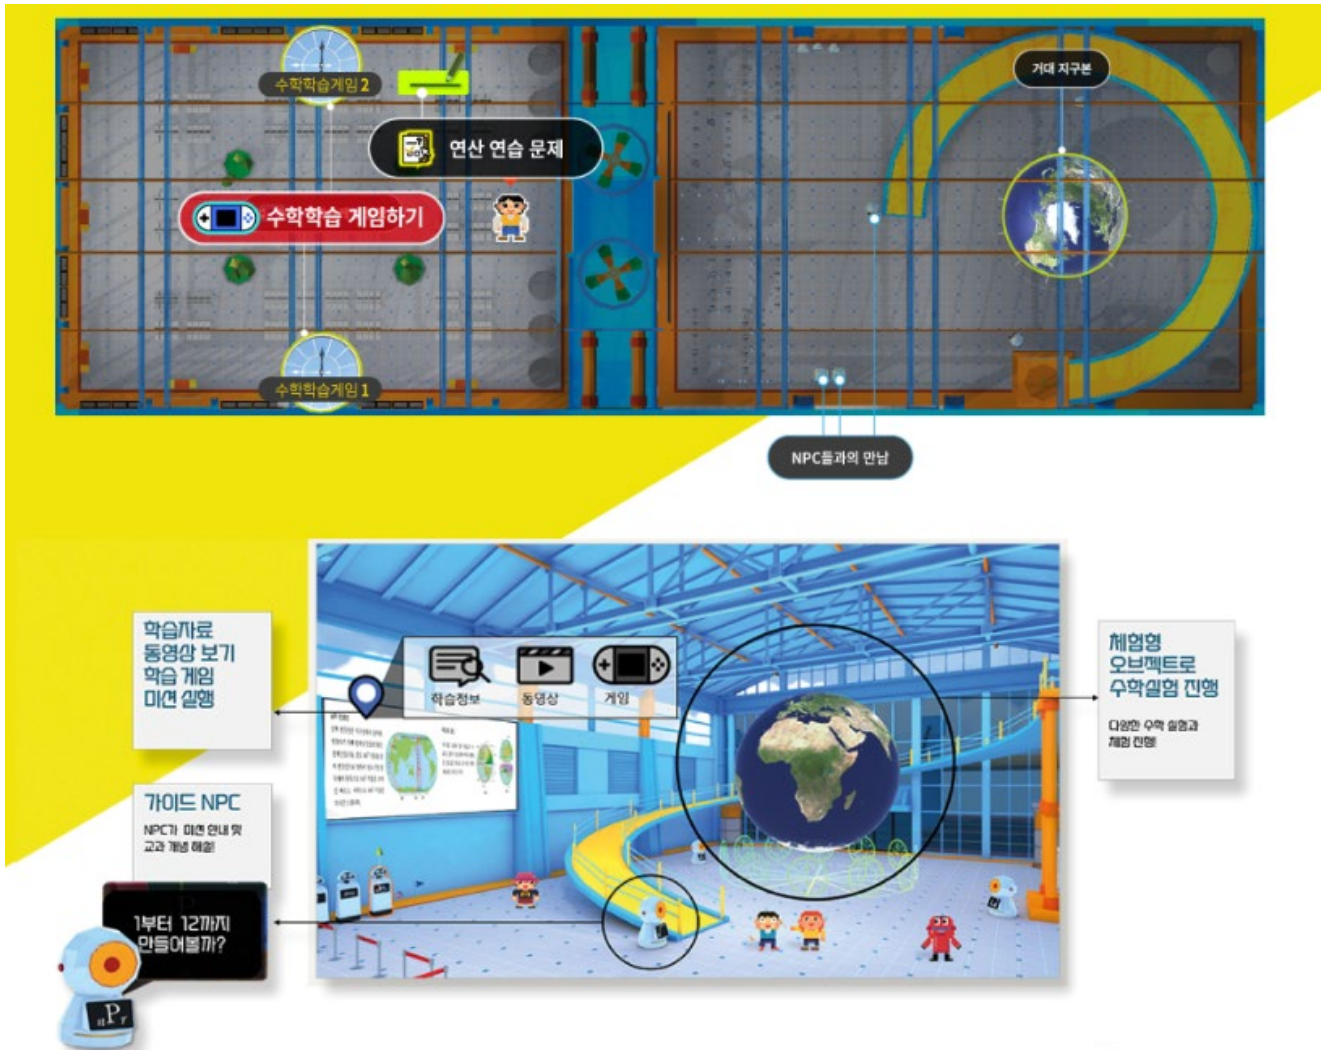 수학학습게임 2
거대 지구본
연산 연습 문제
수학학습 게임하기
수학학습게임 1
NPC들과의 만남
학습자료
동영상 보기
학습 게임
미션 실행
학습정보
동영상
게임
체험형
오브젝트로
수학실험 진행
다양한 수학 실험과
체험 진행!
가이드 NPC
NPC가 미션 안내 및
교과 개념 해설!
1부터 12까지
만들어볼까?
nPr